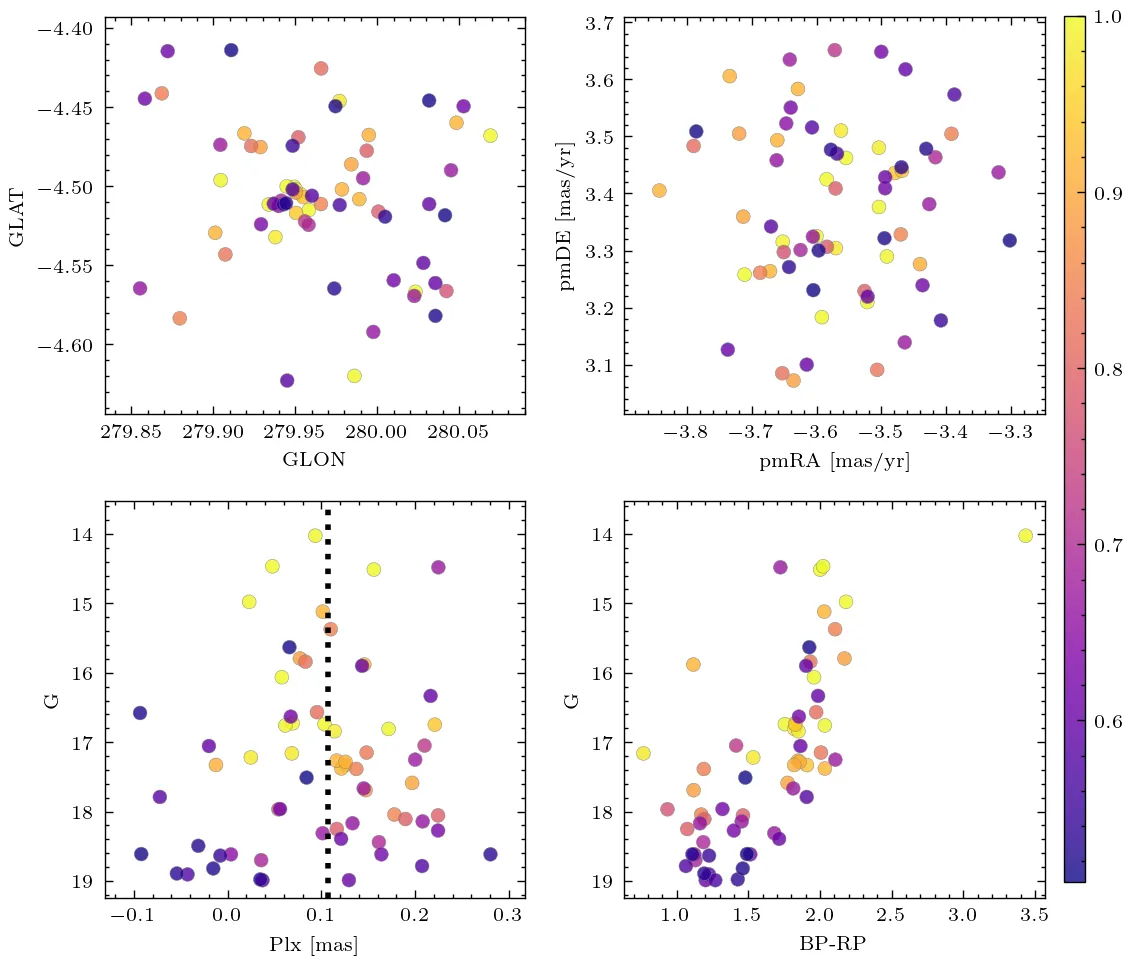 −4.40
−4.45
−4.50
−4.55
−4.60
GLAT
279.85 279.90 279.95 280.00 280.05
GLON
3.7
3.6
3.5
3.4
3.3
3.2
3.1
pmDE [mas/yr]
−3.8 −3.7 −3.6 −3.5 −3.4 −3.3
pmRA [mas/yr]
1.0
0.9
0.8
0.7
0.6
14
15
16
17
18
19
G
−0.1 0.0 0.1 0.2 0.3
Plx [mas]
14
15
16
17
18
19
G
1.0 1.5 2.0 2.5 3.0 3.5
BP-RP